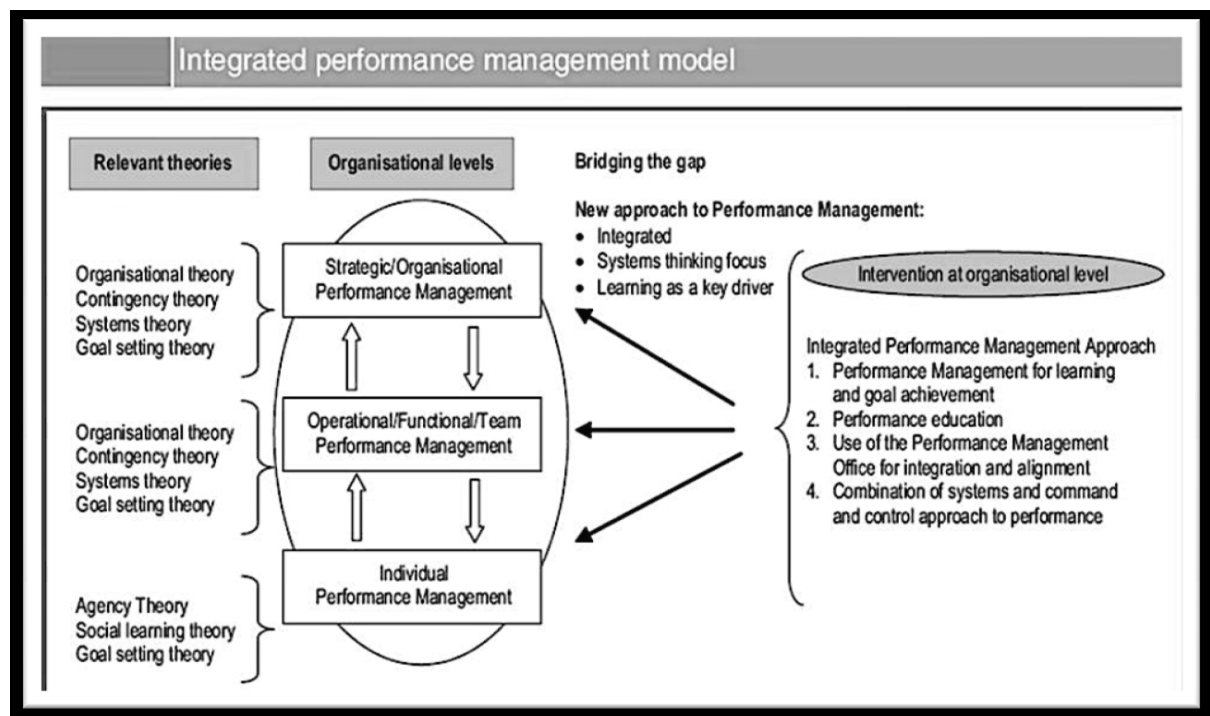 Integrated performance management model
Relevant theories
Organisational levels
Bridging the gap
New approach to Performance Management:
• Integrated
• Systems thinking focus
• Learning as a key driver
Organisational theory
Contingency theory
Systems theory
Goal setting theory
Strategic/Organisational
Performance Management
Intervention at organisational level
Integrated Performance Management Approach
1. Performance Management for learning
and goal achievement
2. Performance education
3. Use of the Performance Management
Office for integration and alignment
4. Combination of systems and command
and control approach to performance
Organisational theory
Contingency theory
Systems theory
Goal setting theory
Operational/Functional/Team
Performance Management
Agency Theory
Social learning theory
Goal setting theory
Individual
Performance Management